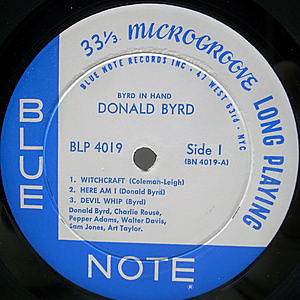 33⅓ MICROGROOVE LONG PLAYING
BLUE NOTE RECORDS INC • 47 WEST 63rd • NYC
BYRD IN HAND
DONALD BYRD
BLP 4019 Side 1
(BN 4019-A)
1. WITCHCRAFT (Coleman-Leigh)
2. HERE AM I (Donald Byrd)
3. DEVIL WHIP (Byrd)
Donald Byrd, Charlie Rouse,
Pepper Adams, Walter Davis,
Sam Jones, Art Taylor.
BLUE
NOTE
®